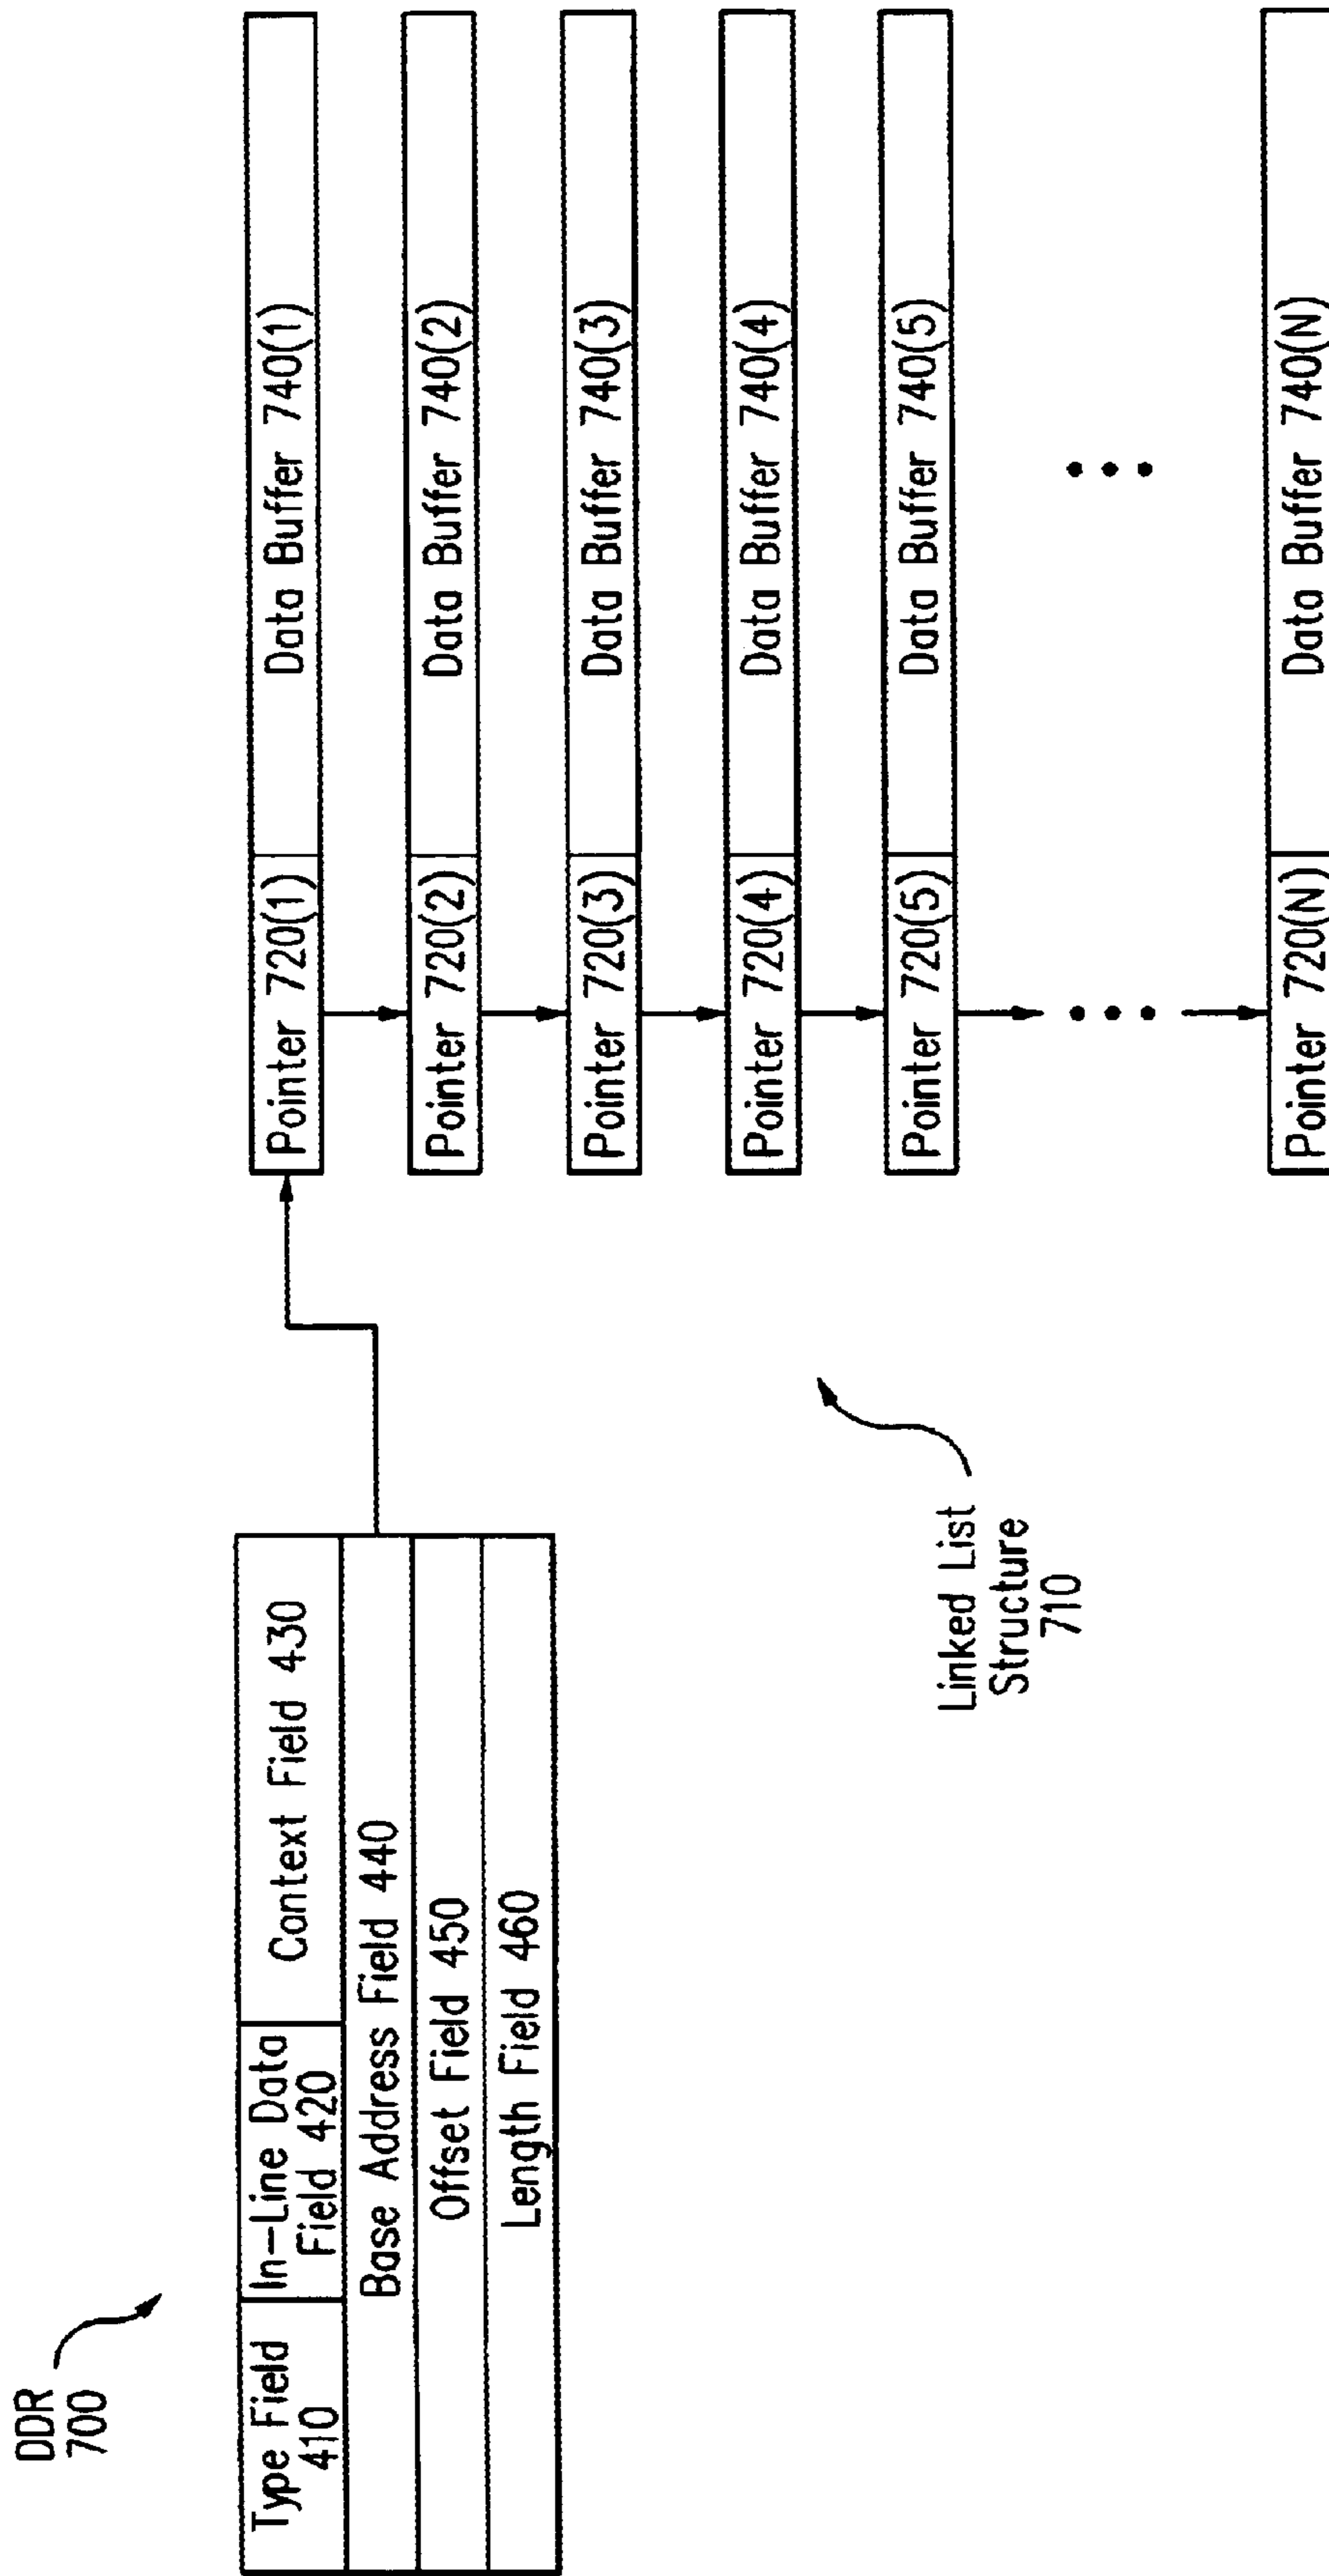 DDR
700
Type Field
410
In-Line Data
Field 420
Context Field 430
Base Address Field 440
Offset Field 450
Length Field 460
Linked List
Structure
710
Pointer 720(1)
Data Buffer 740(1)
Pointer 720(2)
Data Buffer 740(2)
Pointer 720(3)
Data Buffer 740(3)
Pointer 720(4)
Data Buffer 740(4)
Pointer 720(5)
Data Buffer 740(5)
Pointer 720(N)
Data Buffer 740(N)